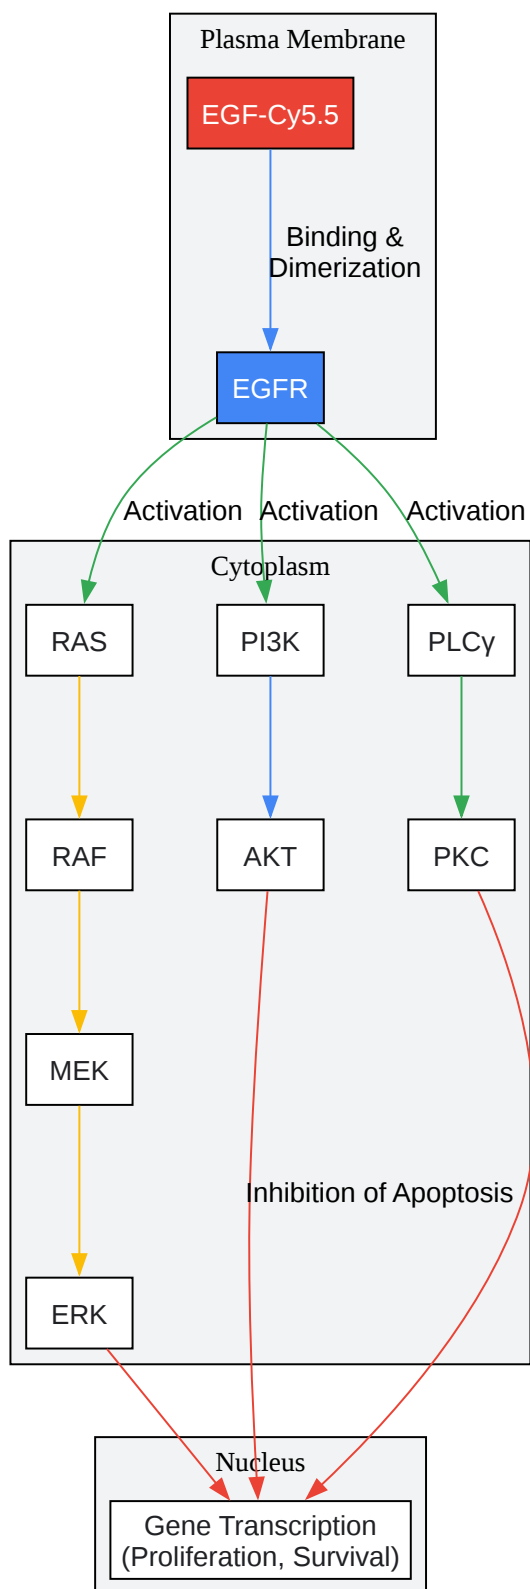 Plasma Membrane
EGF-Cy5.5
Binding &
Dimerization
EGFR
Activation
Activation
Activation
Cytoplasm
RAS
PI3K
PLCγ
RAF
AKT
PKC
MEK
Inhibition of Apoptosis
ERK
Nucleus
Gene Transcription
(Proliferation, Survival)